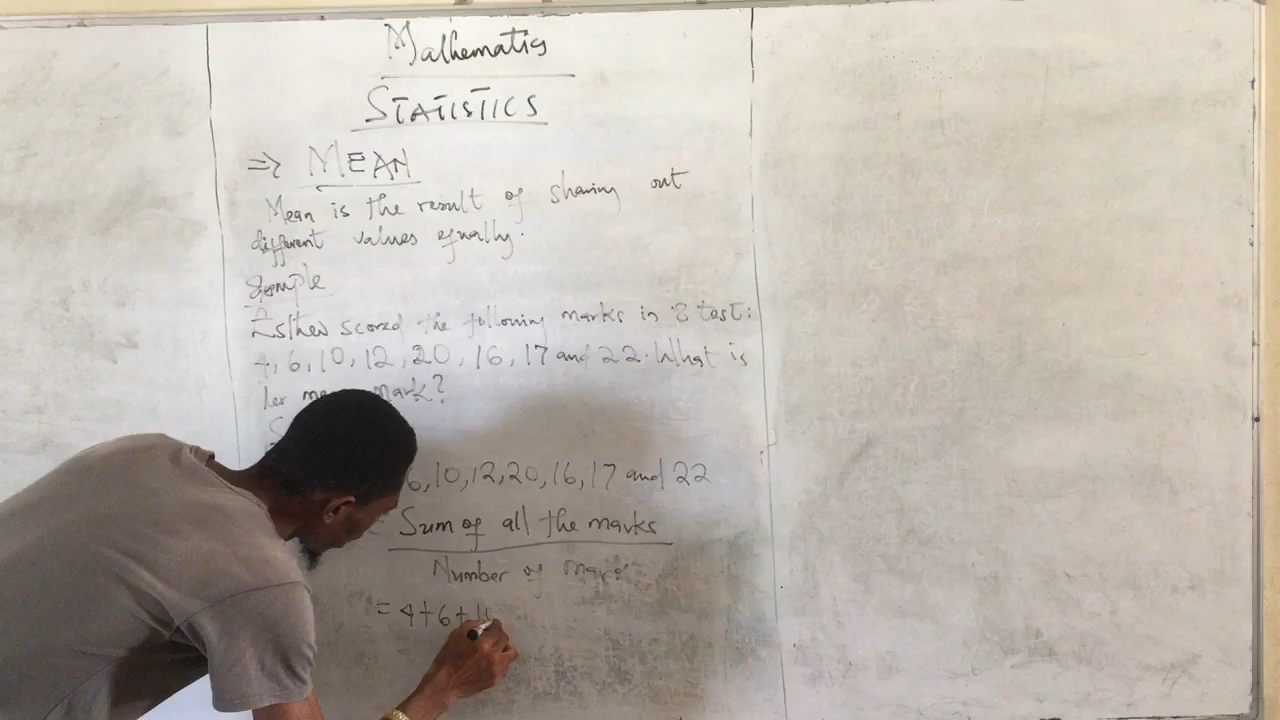 Mathematics
STATISTICS
⇒ MEAN
Mean is the result of sharing out
different values equally.
Example
Esther scored the following marks in 8 test:
4, 6, 10, 12, 20, 16, 17 and 22. What is
her mark?
6, 10, 12, 20, 16, 17 and 22
Sum of all the marks
Number of marks
= 4+6+10